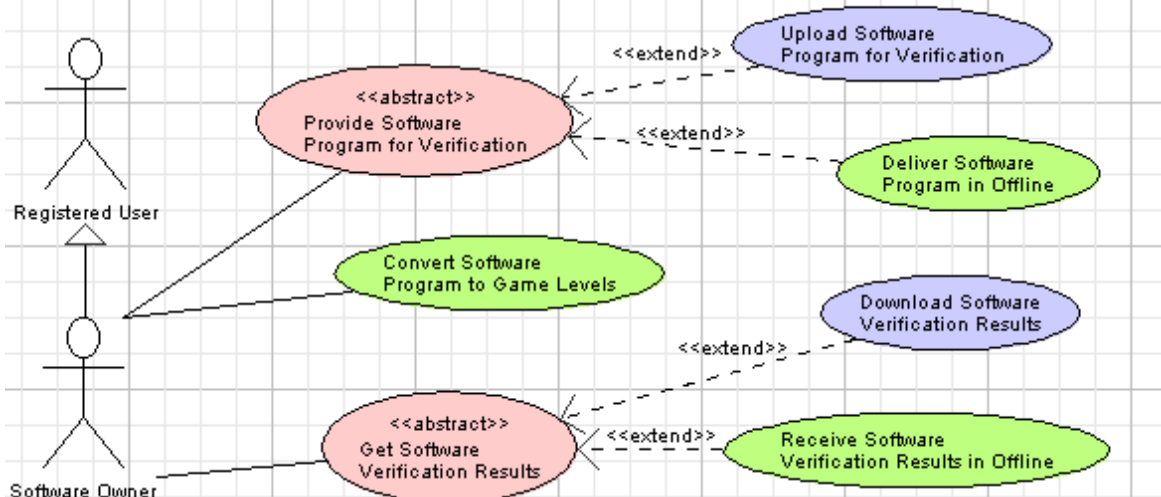 Upload Software
Program for Verification
<<extend>>
<<abstract>>
Provide Software
Program for Verification
<<extend>>
Deliver Software
Program in Offline
Registered User
Convert Software
Program to Game Levels
Download Software
Verification Results
<<extend>>
<<abstract>>
Get Software
Verification Results
<<extend>>
Receive Software
Verification Results in Offline
Software Owner